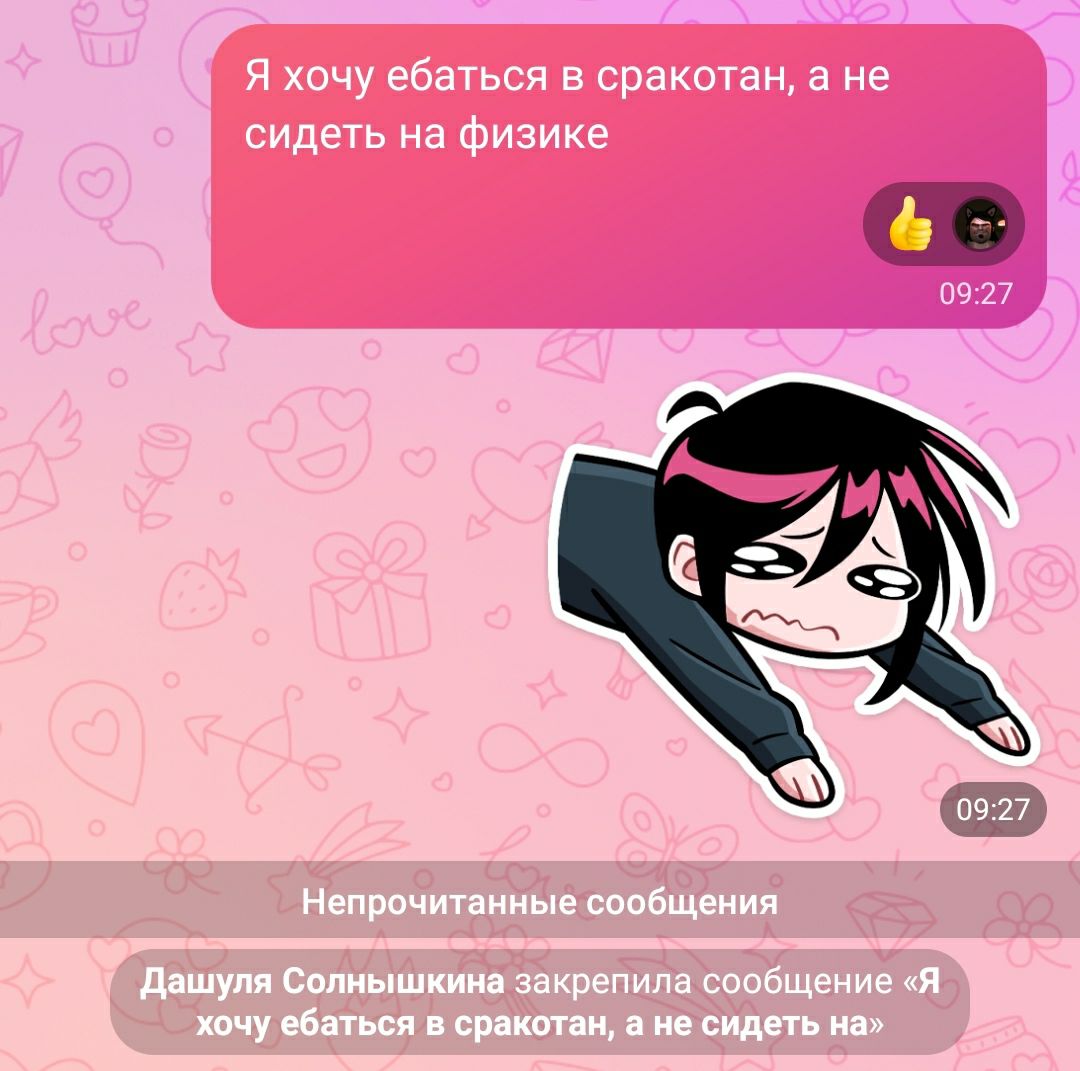 Я хочу ебаться в сракотан, а не
сидеть на физике
09:27
love
09:27
Непрочитанные сообщения
Дашуля Солнышкина закрепила сообщение «Я
хочу ебаться в сракотан, а не сидеть на»